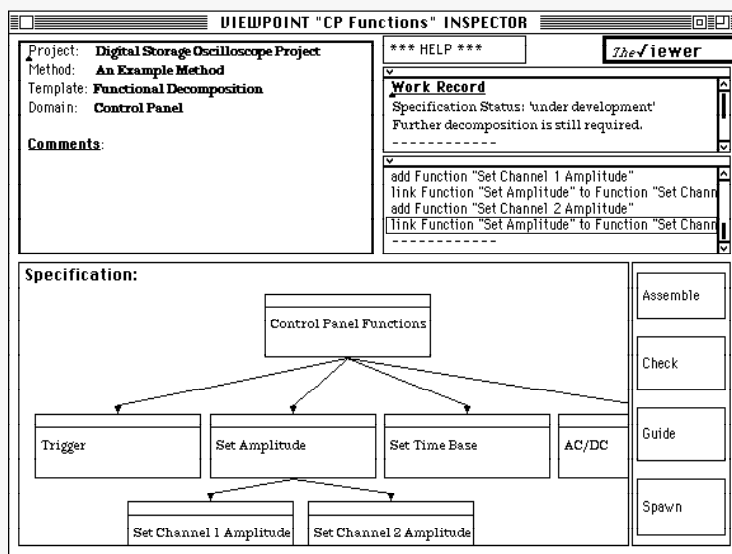 VIEWPOINT "CP Functions" INSPECTOR
Project: Digital Storage Oscilloscope Project
Method: An Example Method
Template: Functional Decomposition
Domain: Control Panel
Comments:
*** HELP ***
The√iewer
Work Record
Specification Status: 'under development'
Further decomposition is still required.
------------
add Function "Set Channel 1 Amplitude"
link Function "Set Amplitude" to Function "Set Chann
add Function "Set Channel 2 Amplitude"
link Function "Set Amplitude" to Function "Set Chann
------------
Specification:
Control Panel Functions
Trigger
Set Amplitude
Set Time Base
AC/DC
Set Channel 1 Amplitude
Set Channel 2 Amplitude
Assemble
Check
Guide
Spawn